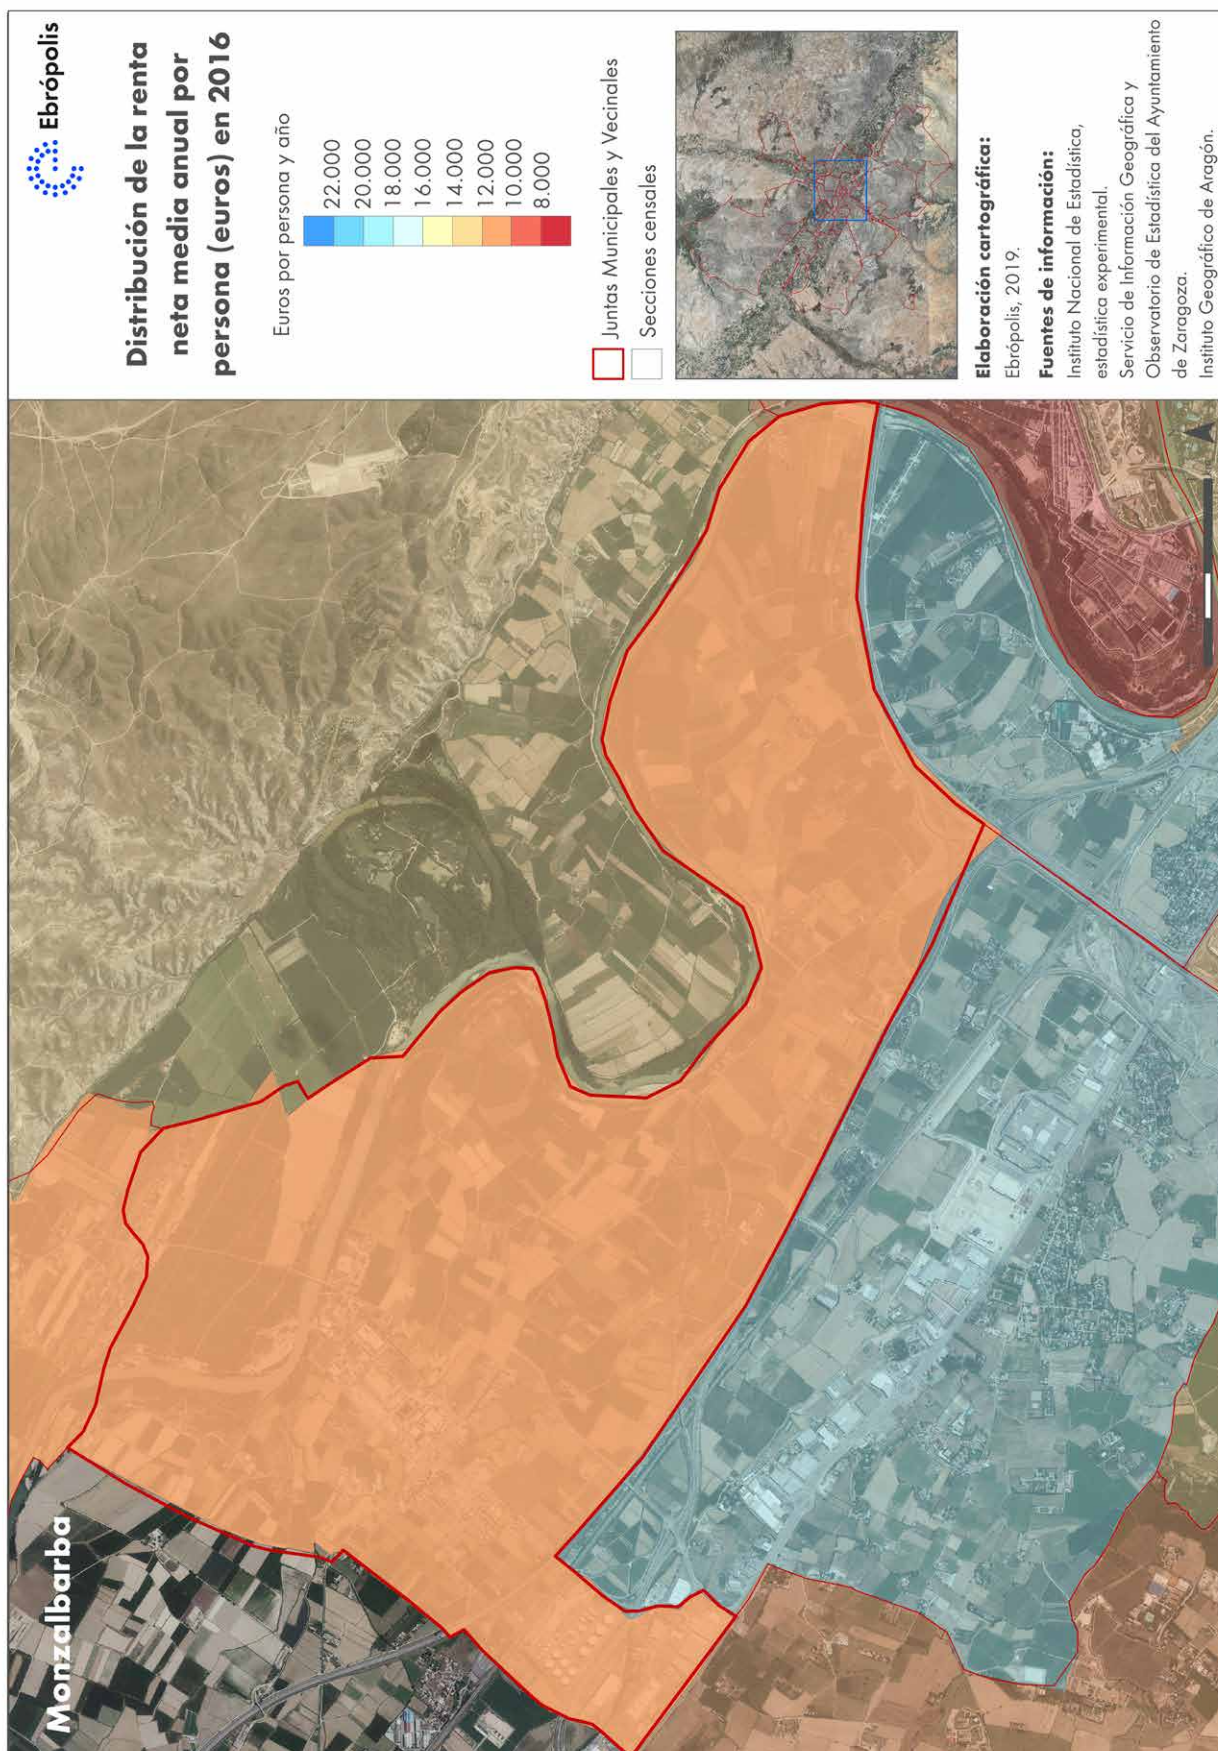 Monzalbarba
Ebrópolis
Distribución de la renta
neta media anual por
persona (euros) en 2016
Euros por persona y año
22.000
20.000
18.000
16.000
14.000
12.000
10.000
8.000
Juntas Municipales y Vecinales
Secciones censales
Elaboración cartográfica:
Ebrópolis, 2019.
Fuentes de información:
Instituto Nacional de Estadística,
estadística experimental.
Servicio de Información Geográfica y
Observatorio de Estadística del Ayuntamiento
de Zaragoza.
Instituto Geográfico de Aragón.